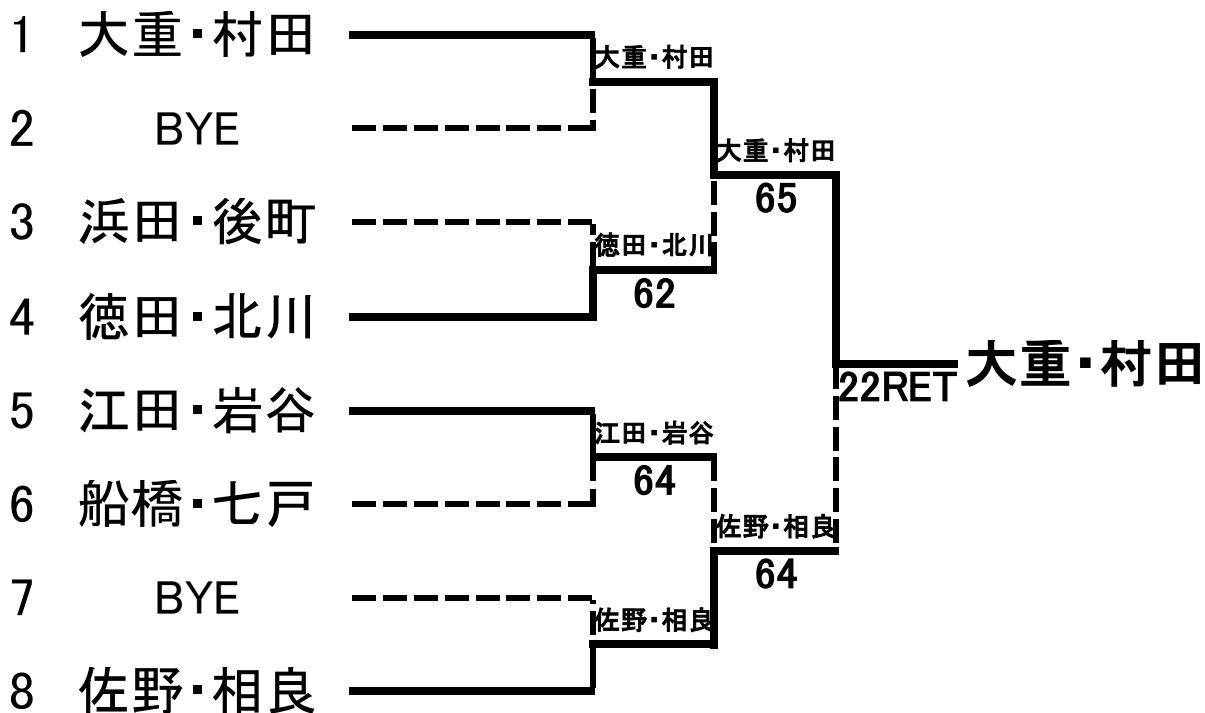 1 大重・村田
大重・村田
2 BYE
大重・村田
65
3 浜田・後町
徳田・北川
62
4 徳田・北川
大重・村田
22RET
5 江田・岩谷
江田・岩谷
64
6 船橋・七戸
佐野・相良
64
7 BYE
佐野・相良
8 佐野・相良